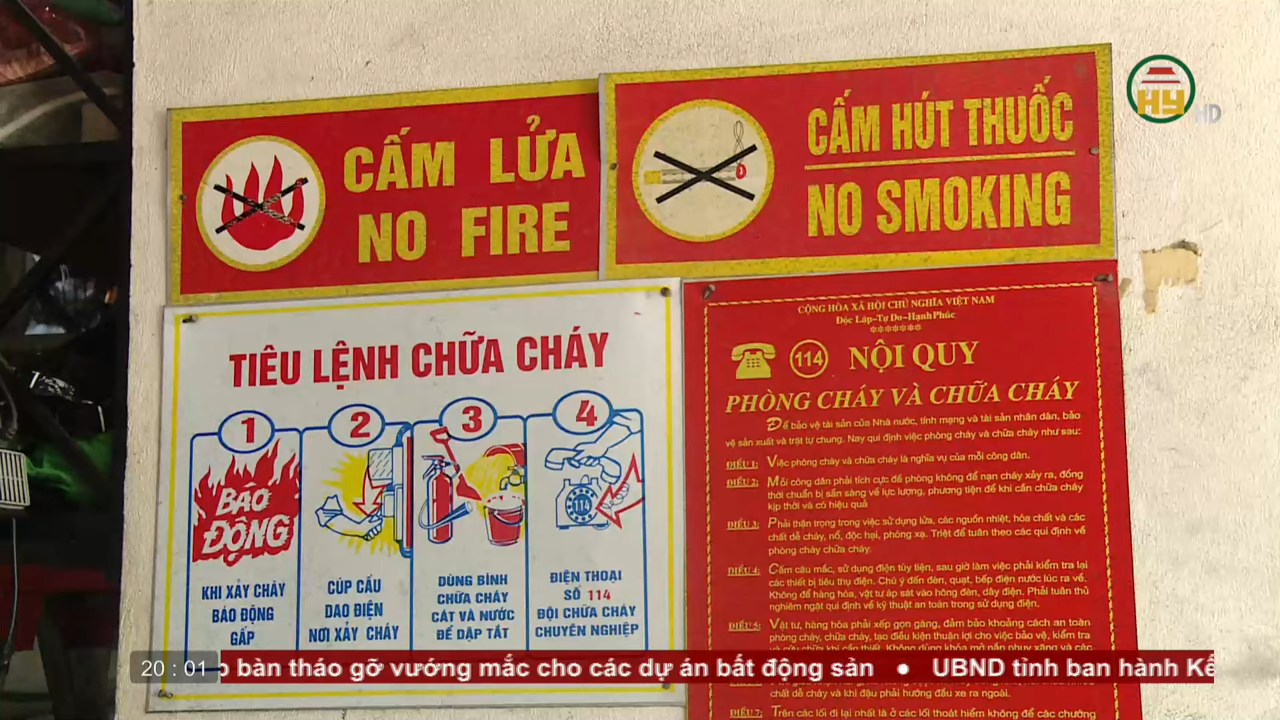 HY HD
CẤM LỬA
NO FIRE
CẤM HÚT THUỐC
NO SMOKING
TIÊU LỆNH CHỮA CHÁY
1
BÁO
ĐỘNG
KHI XẢY CHÁY
BÁO ĐỘNG
GẤP
2
CÚP CẦU
DAO ĐIỆN
NƠI XẢY CHÁY
3
DÙNG BÌNH
CHỮA CHÁY
CÁT VÀ NƯỚC
ĐỂ DẬP TẮT
4
114
ĐIỆN THOẠI
SỐ 114
ĐỘI CHỮA CHÁY
CHUYÊN NGHIỆP
CỘNG HÒA XÃ HỘI CHỦ NGHĨA VIỆT NAM
Độc Lập-Tự Do-Hạnh Phúc
114 NỘI QUY
PHÒNG CHÁY VÀ CHỮA CHÁY
Để bảo vệ tài sản của Nhà nước, tính mạng và tài sản nhân dân, bảo
vệ sản xuất và trật tự chung. Nay qui định việc phòng cháy và chữa cháy như sau:
ĐIỀU 1: Việc phòng cháy và chữa cháy là nghĩa vụ của mỗi công dân.
ĐIỀU 2: Mỗi công dân phải tích cực đề phòng không để nạn cháy xảy ra, đồng
thời chuẩn bị sẵn sàng về lực lượng, phương tiện để khi cần chữa cháy
kịp thời và có hiệu quả
ĐIỀU 3: Phải thận trọng trong việc sử dụng lửa, các nguồn nhiệt, hóa chất và các
chất dễ cháy, nổ, độc hại, phóng xạ. Triệt để tuân theo các qui định về
phòng cháy chữa cháy.
ĐIỀU 4: Cấm câu mắc, sử dụng điện tùy tiện, sau giờ làm việc phải kiểm tra lại
các thiết bị tiêu thụ điện. Chú ý đến đèn, quạt, bếp điện nước lúc ra về.
Không để hàng hóa, vật tư áp sát vào hông đèn, dây điện. Phải tuân thủ
nghiêm ngặt qui định về kỹ thuật an toàn trong sử dụng điện.
ĐIỀU 5: Vật tư, hàng hóa phải xếp gọn gàng, đảm bảo khoảng cách an toàn
phòng cháy, chữa cháy, tạo điều kiện thuận lợi cho việc bảo vệ, kiểm tra
20 : 01 bàn tháo gỡ vướng mắc cho các dự án bất động sản • UBND tỉnh ban hành Kế
chất dễ cháy và khi đậu phải hướng đầu xe ra ngoài.
ĐIỀU 7: Trên các lối đi lại nhất là ở các lối thoát hiểm không để các chướng